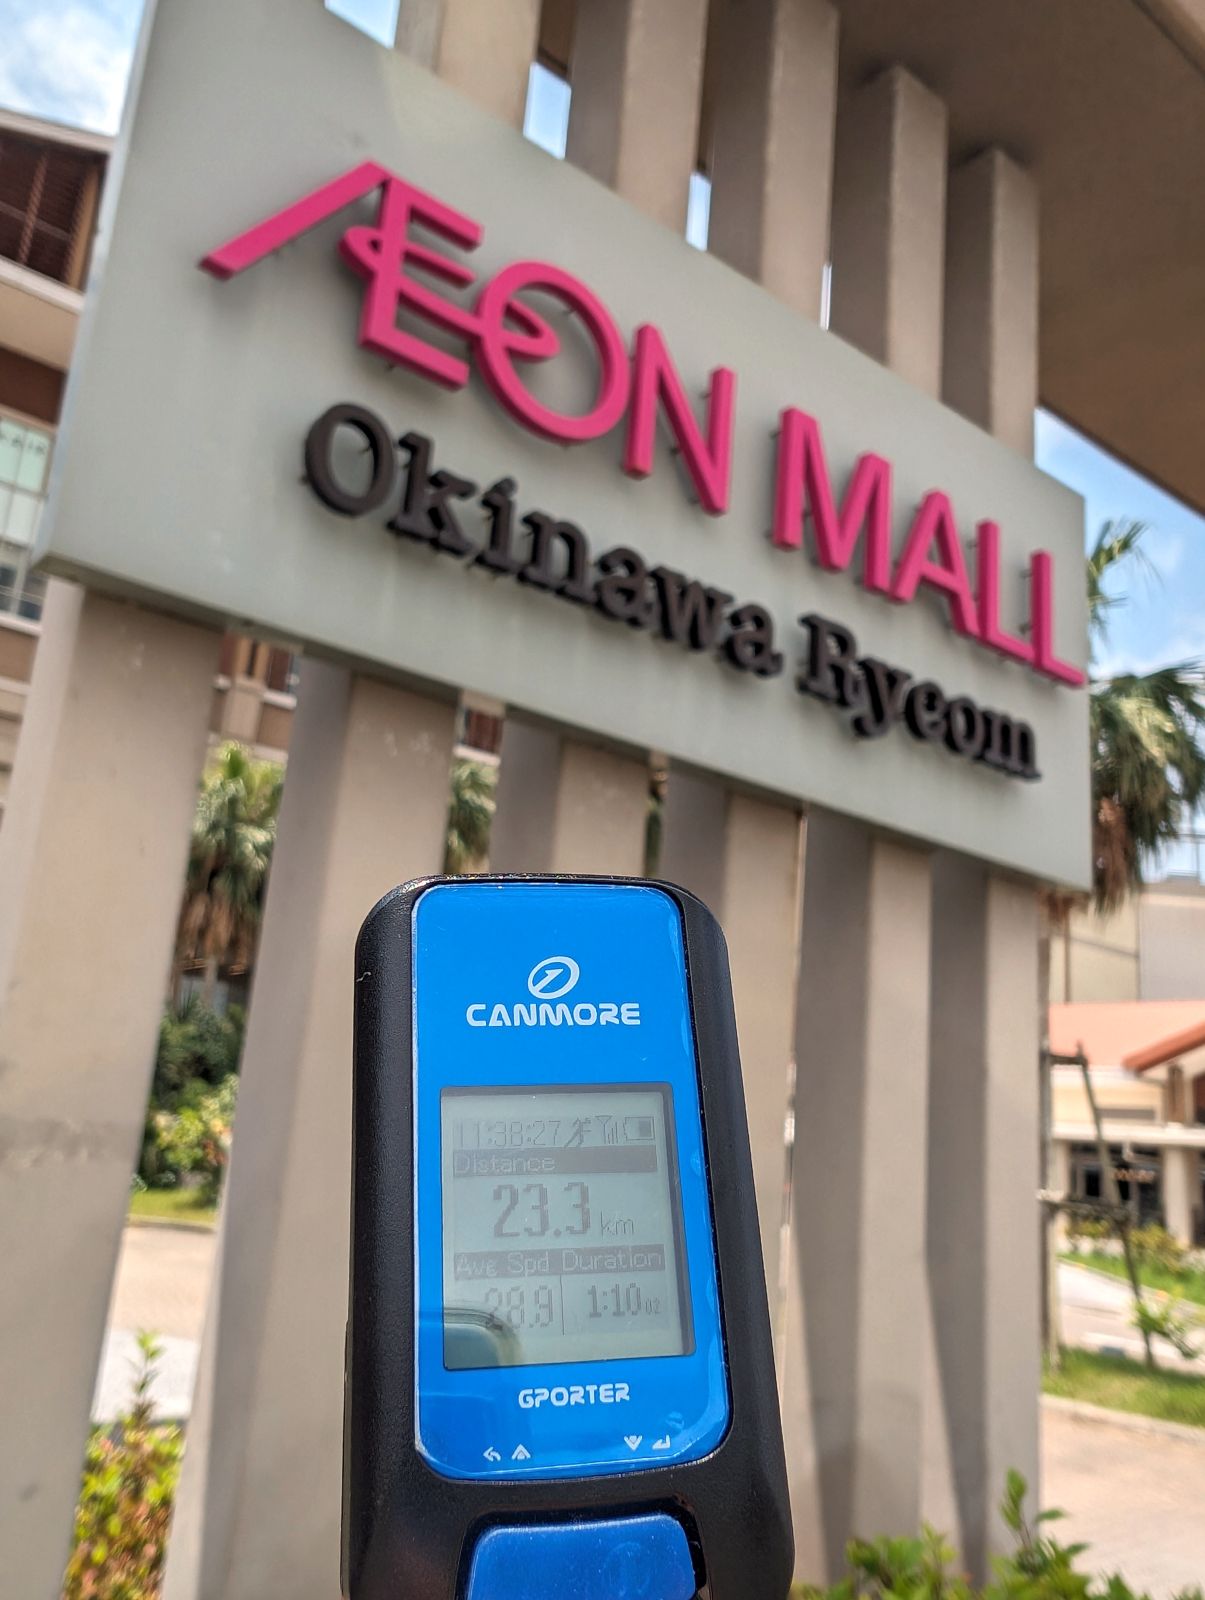 ÆON MALL
Okinawa Rycom
CANMORE
11:38:27
Distance
23.3 km
Avg Spd Duration
28.9 1:10 02
GPORTER